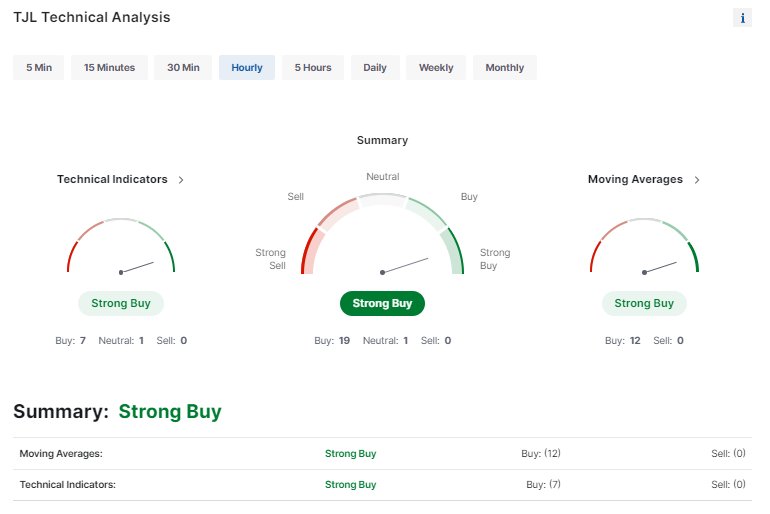 TJL Technical Analysis
i
5 Min 15 Minutes 30 Min Hourly 5 Hours Daily Weekly Monthly
Summary
Technical Indicators
Strong Buy
Buy: 7 Neutral: 1 Sell: 0
Neutral
Sell
Buy
Strong
Sell
Strong
Buy
Strong Buy
Buy: 19 Neutral: 1 Sell: 0
Moving Averages
Strong Buy
Buy: 12 Sell: 0
Summary: Strong Buy
Moving Averages: Strong Buy Buy: (12) Sell: (0)
Technical Indicators: Strong Buy Buy: (7) Sell: (0)